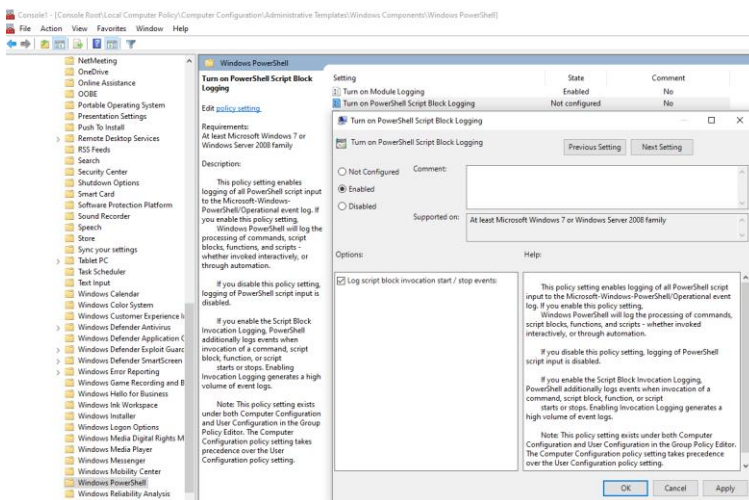 Console1 - [Console Root\Local Computer Policy\Computer Configuration\Administrative Templates\Windows Components\Windows PowerShell]
File Action View Favorites Window Help
NetMeeting
OneDrive
Online Assistance
OOBE
Portable Operating System
Presentation Settings
Push To Install
Remote Desktop Services
RSS Feeds
Search
Security Center
Shutdown Options
Smart Card
Software Protection Platform
Sound Recorder
Speech
Store
Sync your settings
Tablet PC
Task Scheduler
Text Input
Windows Calendar
Windows Color System
Windows Customer Experience I
Windows Defender Antivirus
Windows Defender Application C
Windows Defender Exploit Guarc
Windows Defender SmartScreen
Windows Error Reporting
Windows Game Recording and B
Windows Hello for Business
Windows Ink Workspace
Windows Installer
Windows Logon Options
Windows Media Digital Rights M
Windows Media Player
Windows Messenger
Windows Mobility Center
Windows PowerShell
Windows Reliability Analysis
Windows PowerShell
Turn on PowerShell Script Block
Logging
Edit policy setting
Requirements:
At least Microsoft Windows 7 or
Windows Server 2008 family
Description:
This policy setting enables
logging of all PowerShell script input
to the Microsoft-Windows-
PowerShell/Operational event log. If
you enable this policy setting,
Windows PowerShell will log the
processing of commands, script
blocks, functions, and scripts -
whether invoked interactively, or
through automation.
If you disable this policy setting,
logging of PowerShell script input is
disabled.
If you enable the Script Block
Invocation Logging, PowerShell
additionally logs events when
invocation of a command, script
block, function, or script
starts or stops. Enabling
Invocation Logging generates a high
volume of event logs.
Note: This policy setting exists
under both Computer Configuration
and User Configuration in the Group
Policy Editor. The Computer
Configuration policy setting takes
precedence over the User
Configuration policy setting.
Setting State Comment
Turn on Module Logging Enabled No
Turn on PowerShell Script Block Logging Not configured No
Turn on PowerShell Script Block Logging
Turn on PowerShell Script Block Logging
Previous Setting Next Setting
Not Configured Comment:
Enabled
Disabled
Supported on: At least Microsoft Windows 7 or Windows Server 2008 family
Options: Help:
Log script block invocation start / stop events:
This policy setting enables logging of all PowerShell script
input to the Microsoft-Windows-PowerShell/Operational event
log. If you enable this policy setting,
Windows PowerShell will log the processing of commands,
script blocks, functions, and scripts - whether invoked
interactively, or through automation.
If you disable this policy setting, logging of PowerShell
script input is disabled.
If you enable the Script Block Invocation Logging,
PowerShell additionally logs events when invocation of a
command, script block, function, or script
starts or stops. Enabling Invocation Logging generates a
high volume of event logs.
Note: This policy setting exists under both Computer
Configuration and User Configuration in the Group Policy Editor.
The Computer Configuration policy setting takes precedence
over the User Configuration policy setting.
OK Cancel Apply